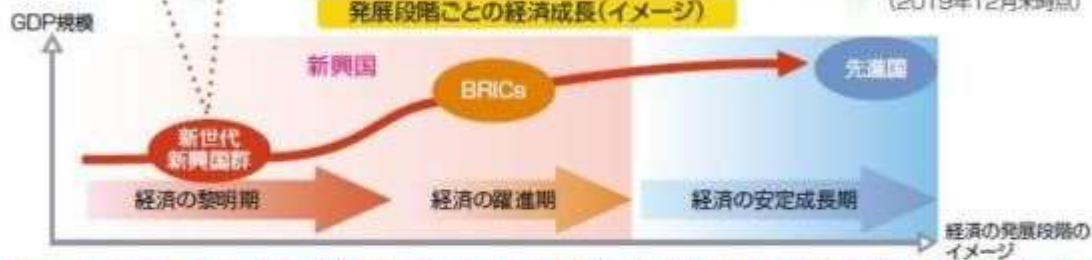 発展段階ごとの経済成長(イメージ)
(2019年12月末時点)
GDP規模
新興国
BRICs
先進国
新世代
新興国群
経済の黎明期
経済の躍進期
経済の安定成長期
経済の発展段階の
イメージ